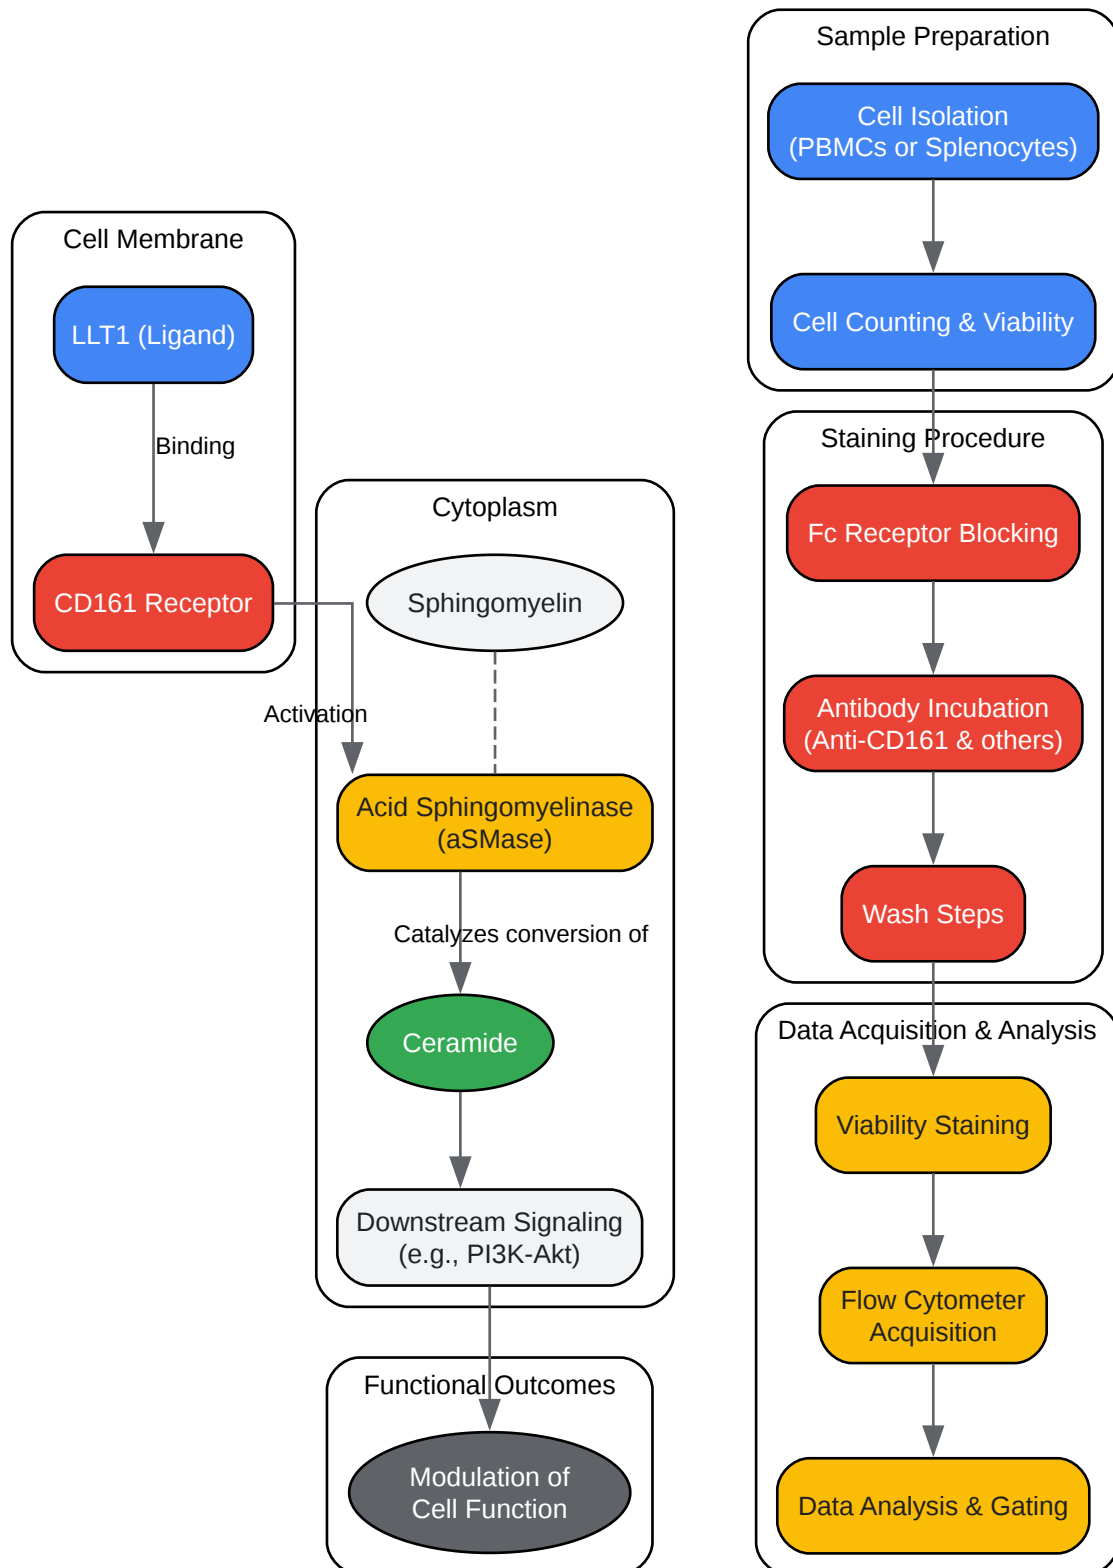 Cell Membrane
LLT1 (Ligand)
Binding
CD161 Receptor
Activation
Cytoplasm
Sphingomyelin
Acid Sphingomyelinase
(aSMase)
Catalyzes conversion of
Ceramide
Downstream Signaling
(e.g., PI3K-Akt)
Functional Outcomes
Modulation of
Cell Function
Sample Preparation
Cell Isolation
(PBMCs or Splenocytes)
Cell Counting & Viability
Staining Procedure
Fc Receptor Blocking
Antibody Incubation
(Anti-CD161 & others)
Wash Steps
Data Acquisition & Analysis
Viability Staining
Flow Cytometer
Acquisition
Data Analysis & Gating